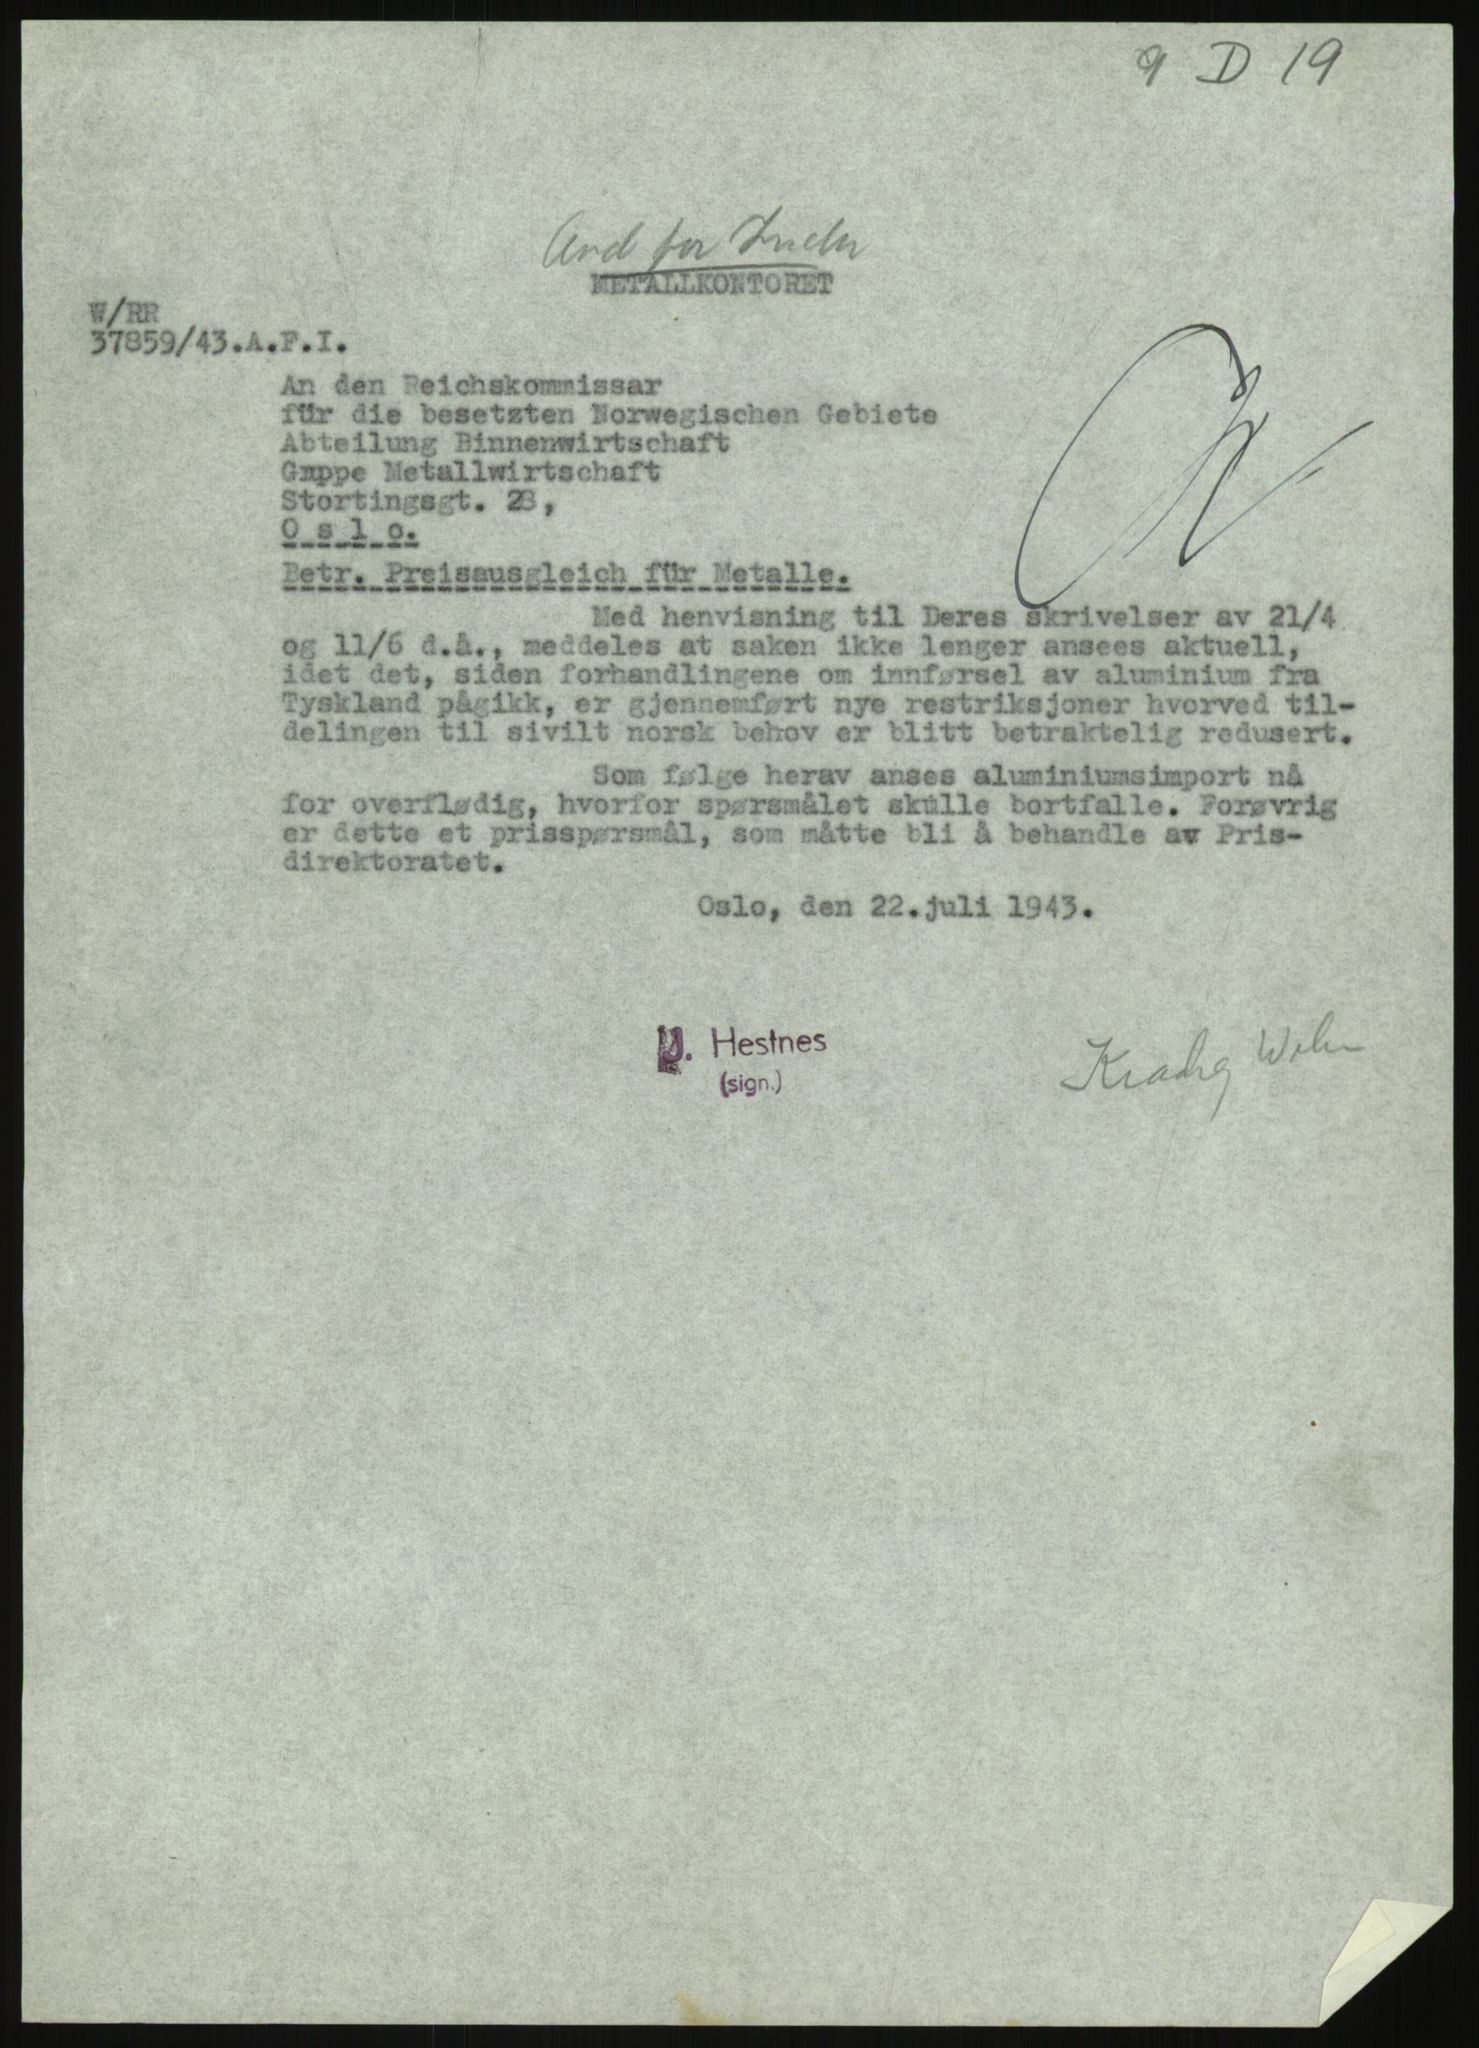 9 D 19
METALLKONTORET
W/RR
37859/43.A.F.I.
An den Reichskommissar
für die besetzten Norwegischen Gebiete
Abteilung Binnenwirtschaft
Gruppe Metallwirtschaft
Stortingsgt. 28,
O s l o.
Betr. Preisausgleich für Metalle.
Med henvisning til Deres skrivelser av 21/4
og 11/6 d.å., meddeles at saken ikke lenger ansees aktuell,
idet det, siden forhandlingene om innførsel av aluminium fra
Tyskland pågikk, er gjennemført nye restriksjoner hvorved til-
delingen til sivilt norsk behov er blitt betraktelig redusert.
Som følge herav anses aluminiumsimport nå
for overflødig, hvorfor spørsmålet skulle bortfalle. Forøvrig
er dette et prisspørsmål, som måtte bli å behandle av Pris-
direktoratet.
Oslo, den 22.juli 1943.
Hestnes
(sign.)